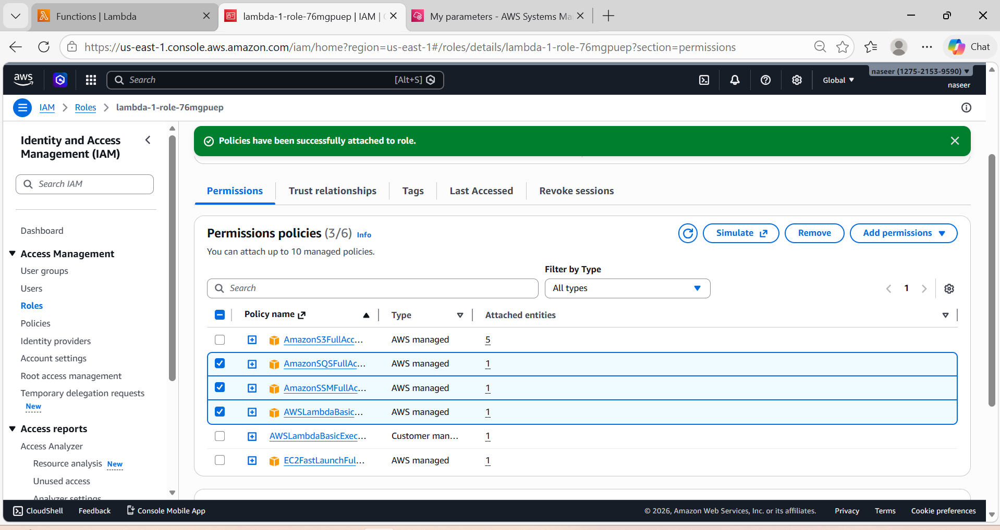 Functions | Lambda
lambda-1-role-76mgpuep | IAM |
My parameters - AWS Systems Ma
https://us-east-1.console.aws.amazon.com/iam/home?region=us-east-1#/roles/details/lambda-1-role-76mgpuep?section=permissions
Chat
aws
Search
[Alt+S]
Global
naseer (1275-2153-9590)
naseer
IAM
Roles
lambda-1-role-76mgpuep
Identity and Access
Management (IAM)
Search IAM
Dashboard
Access Management
User groups
Users
Roles
Policies
Identity providers
Account settings
Root access management
Temporary delegation requests
New
Access reports
Access Analyzer
Resource analysis New
Unused access
Analyzer settings
Policies have been successfully attached to role.
Permissions
Trust relationships
Tags
Last Accessed
Revoke sessions
Permissions policies (3/6) Info
Simulate
Remove
Add permissions
You can attach up to 10 managed policies.
Filter by Type
Search
All types
1
Policy name
Type
Attached entities
AmazonS3FullAcc... AWS managed 5
AmazonSQSFullAc... AWS managed 1
AmazonSSMFullAc... AWS managed 1
AWSLambdaBasic... AWS managed 1
AWSLambdaBasicExec... Customer man... 1
EC2FastLaunchFul... AWS managed 1
CloudShell
Feedback
Console Mobile App
© 2026, Amazon Web Services, Inc. or its affiliates.
Privacy
Terms
Cookie preferences